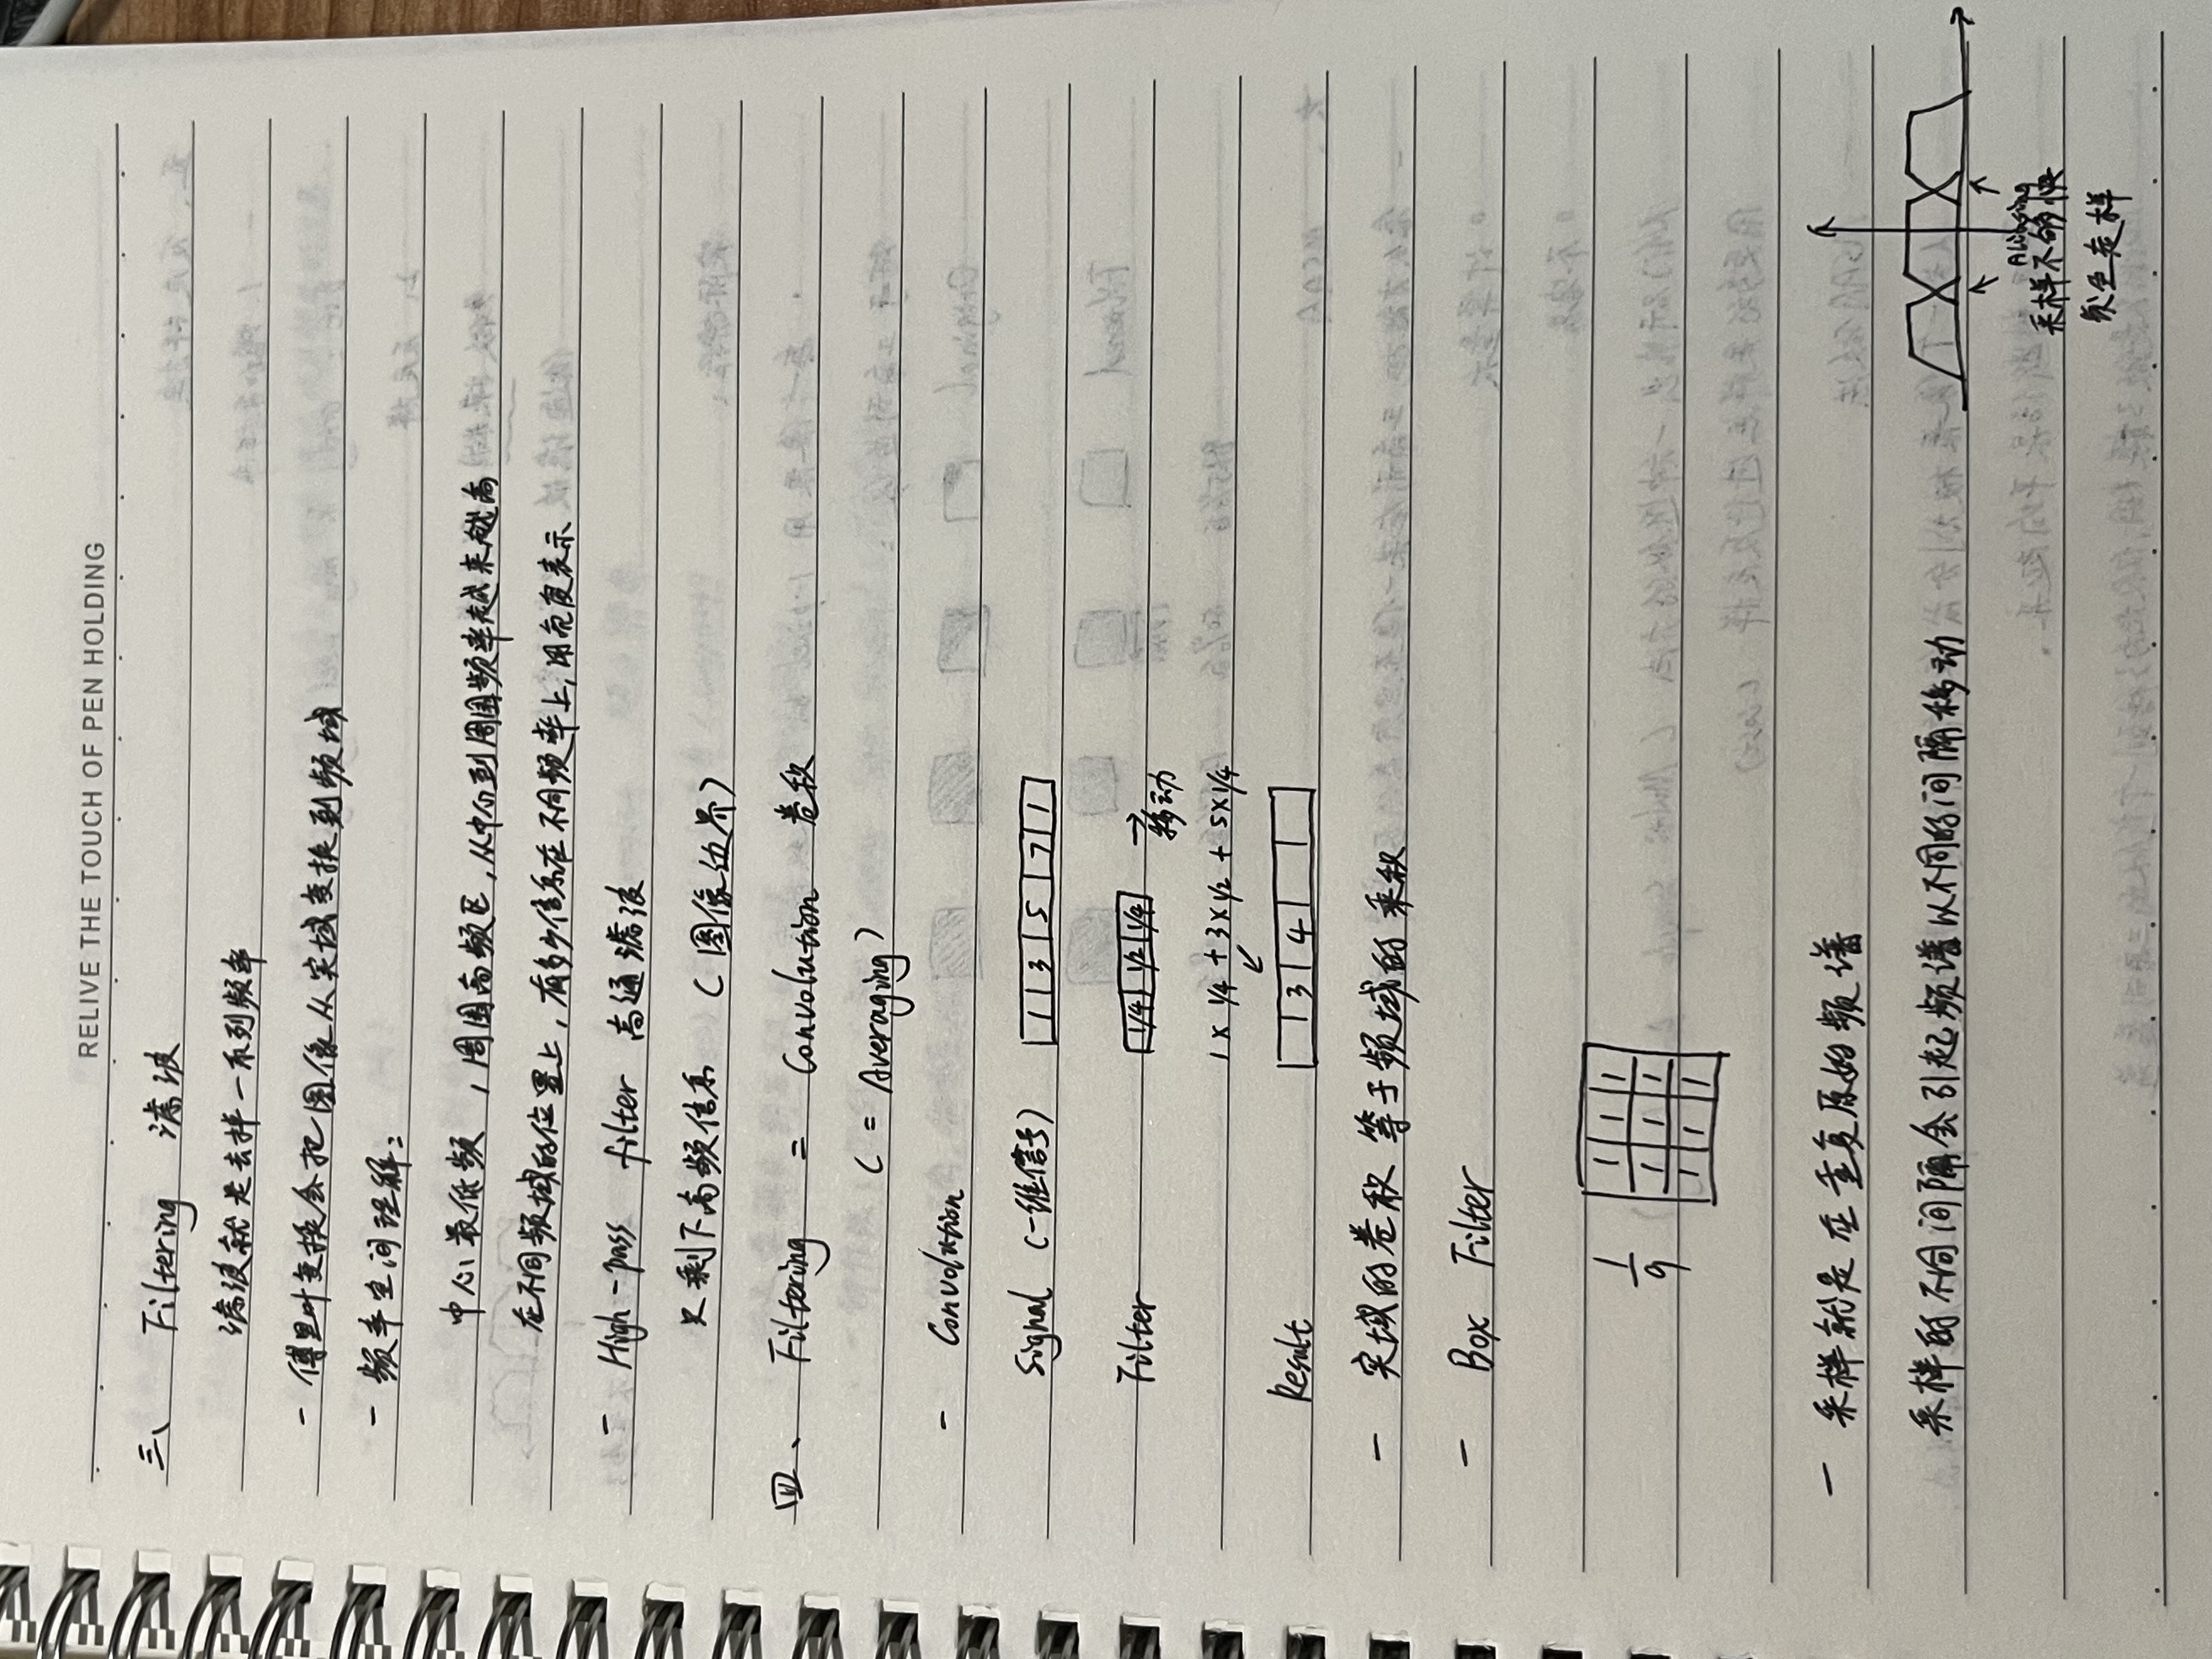 RELIVE THE TOUCH OF PEN HOLDING
三、 Filtering 滤波
滤波就是去掉一系列频率
- 傅里叶变换会把图像从实域变换到频域
- 频率空间理解：
中心最低频，周围高频区，从中心到周围频率越来越高
在不同频域的位置上，有多少信息在不同频率上，用亮度表示
- High-pass filter 高通滤波
只剩下高频信息 （图像边界）
四、 Filtering = Convolution 卷积
( = Averaging )
- Convolution
Signal （一维信号） 1 3 5 7 1
Filter 1/4 1/2 1/4 → 移动
1 × 1/4 + 3 × 1/2 + 5 × 1/4
Result 3 4
- 实域的卷积等于频域的乘积
- Box Filter
1/9
1 1 1
1 1 1
1 1 1
- 采样就是在重复原始频谱
采样的不同间隔会引起频谱以不同的间隔移动
Aliasing
采样不够快
发生走样